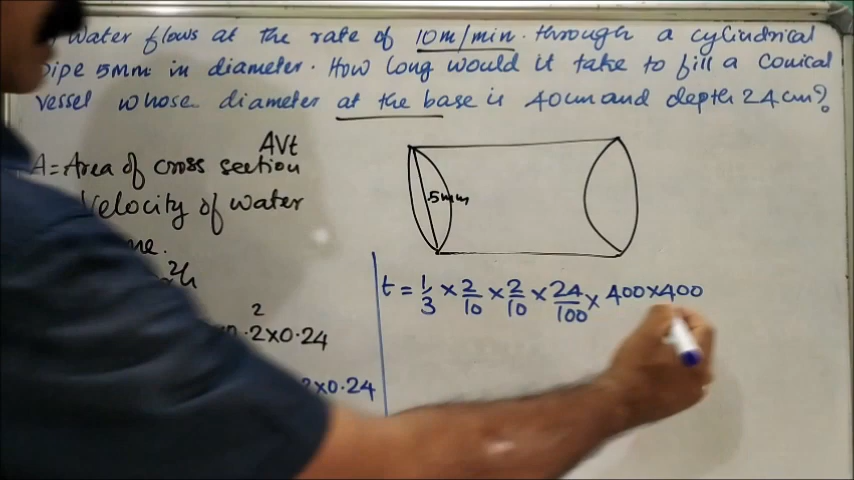 Water flows at the rate of 10m/min. through a cylindrical
pipe 5mm in diameter. How long would it take to fill a conical
vessel whose diameter at the base is 40cm and depth 24cm?
AVt
A = Area of cross section
Velocity of water
5mm
2h
t = 1/3 × 2/10 × 2/10 × 24/100 × 400×400
0.2²×0.24
2×0.24